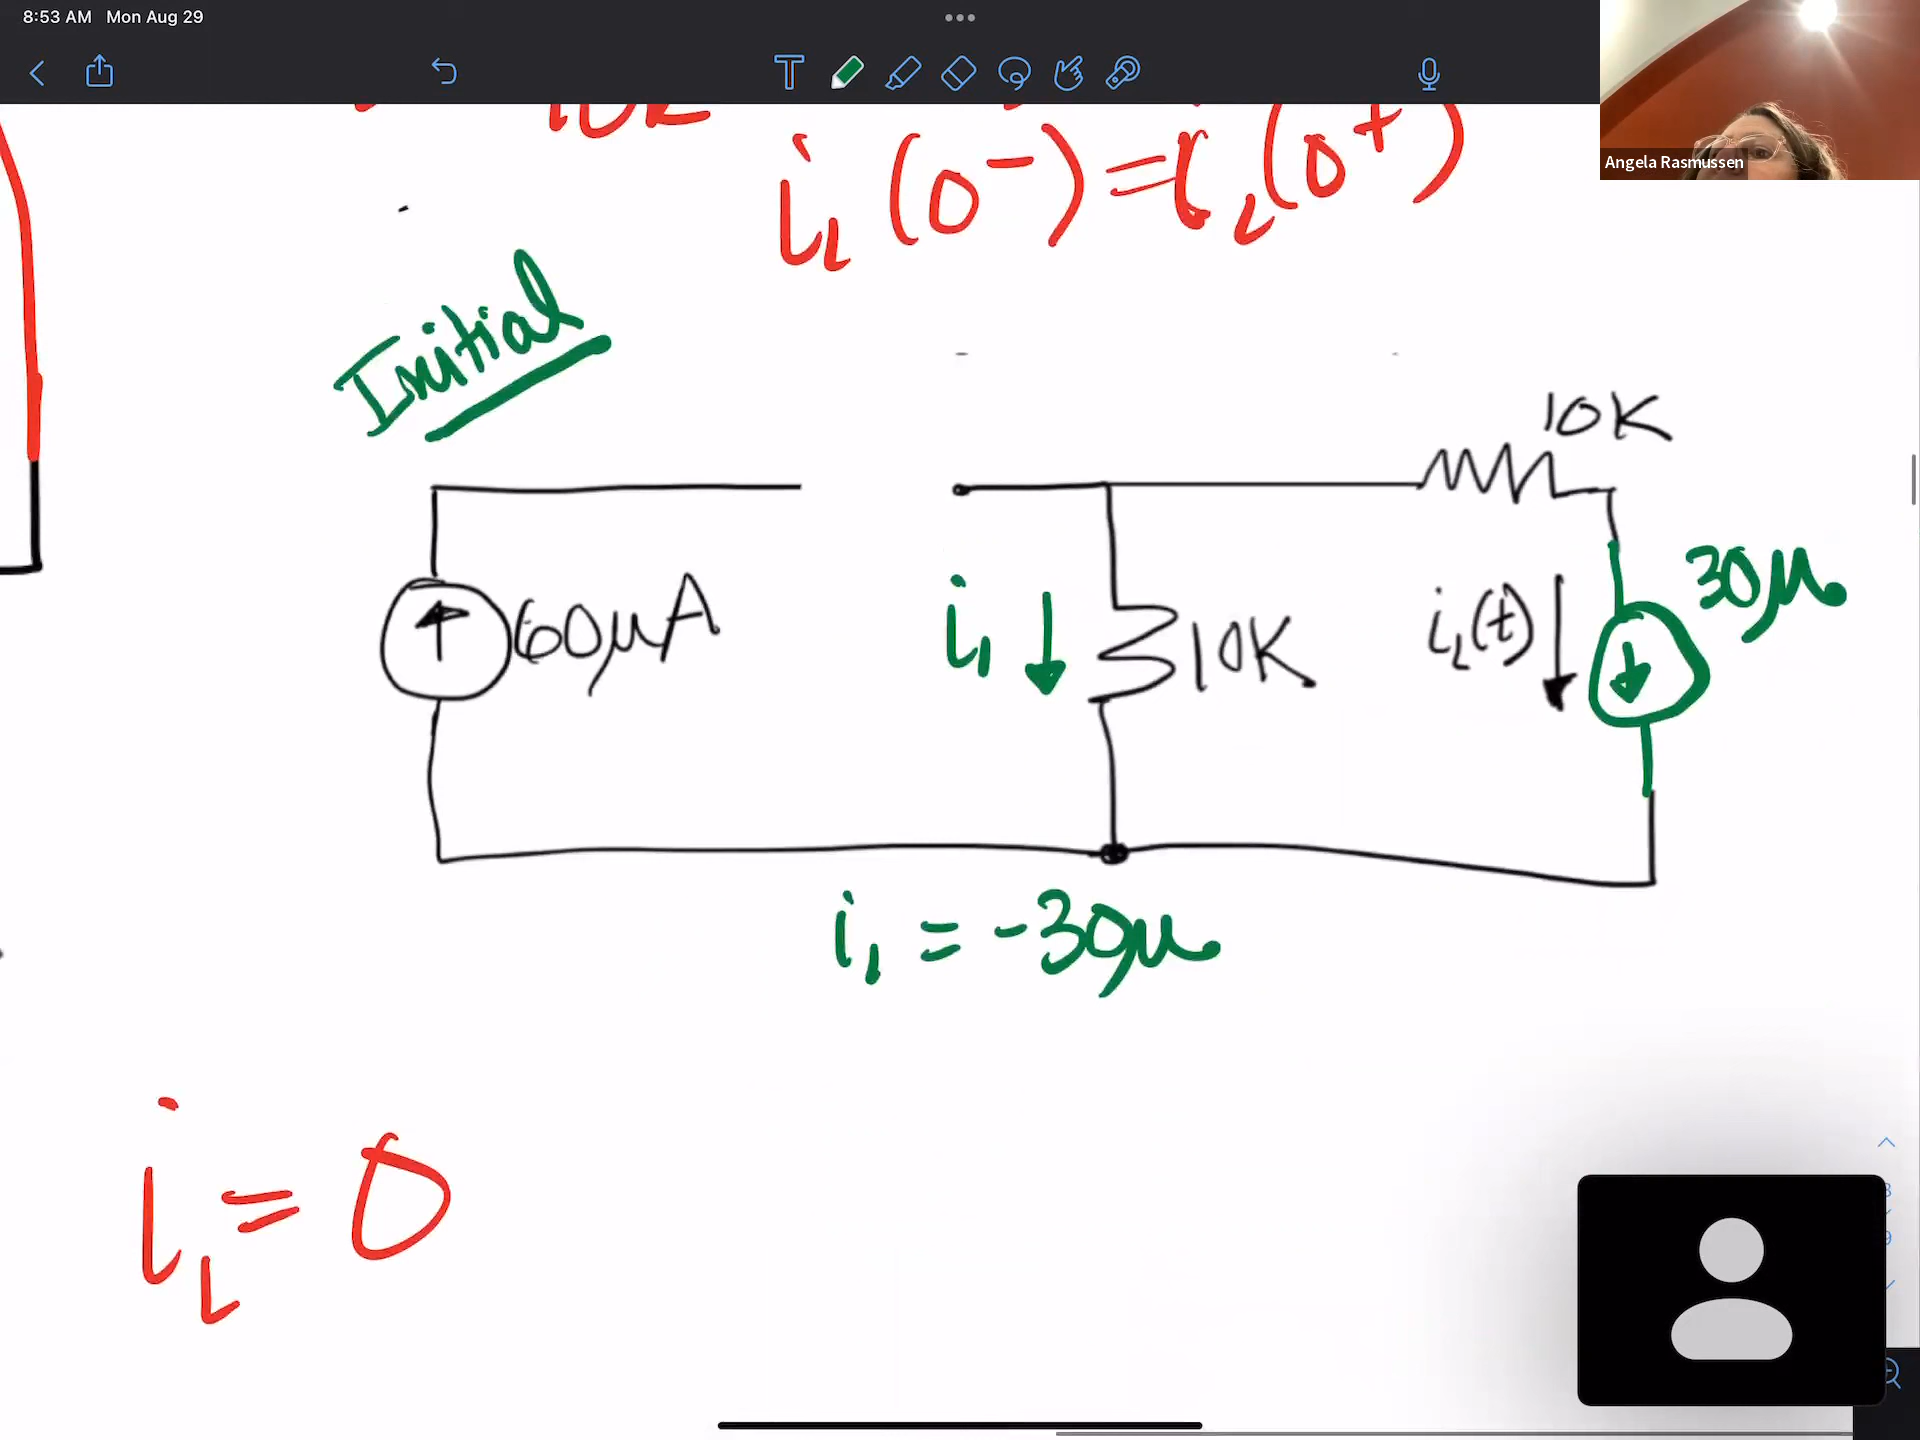 8:53 AM Mon Aug 29
Angela Rasmussen
10k
i_L(0⁻) = i_L(0⁺)
Initial
10K
60μA
i₁
10K
i_L(t)
30μ
i₁ = -30μ
i_L = 0